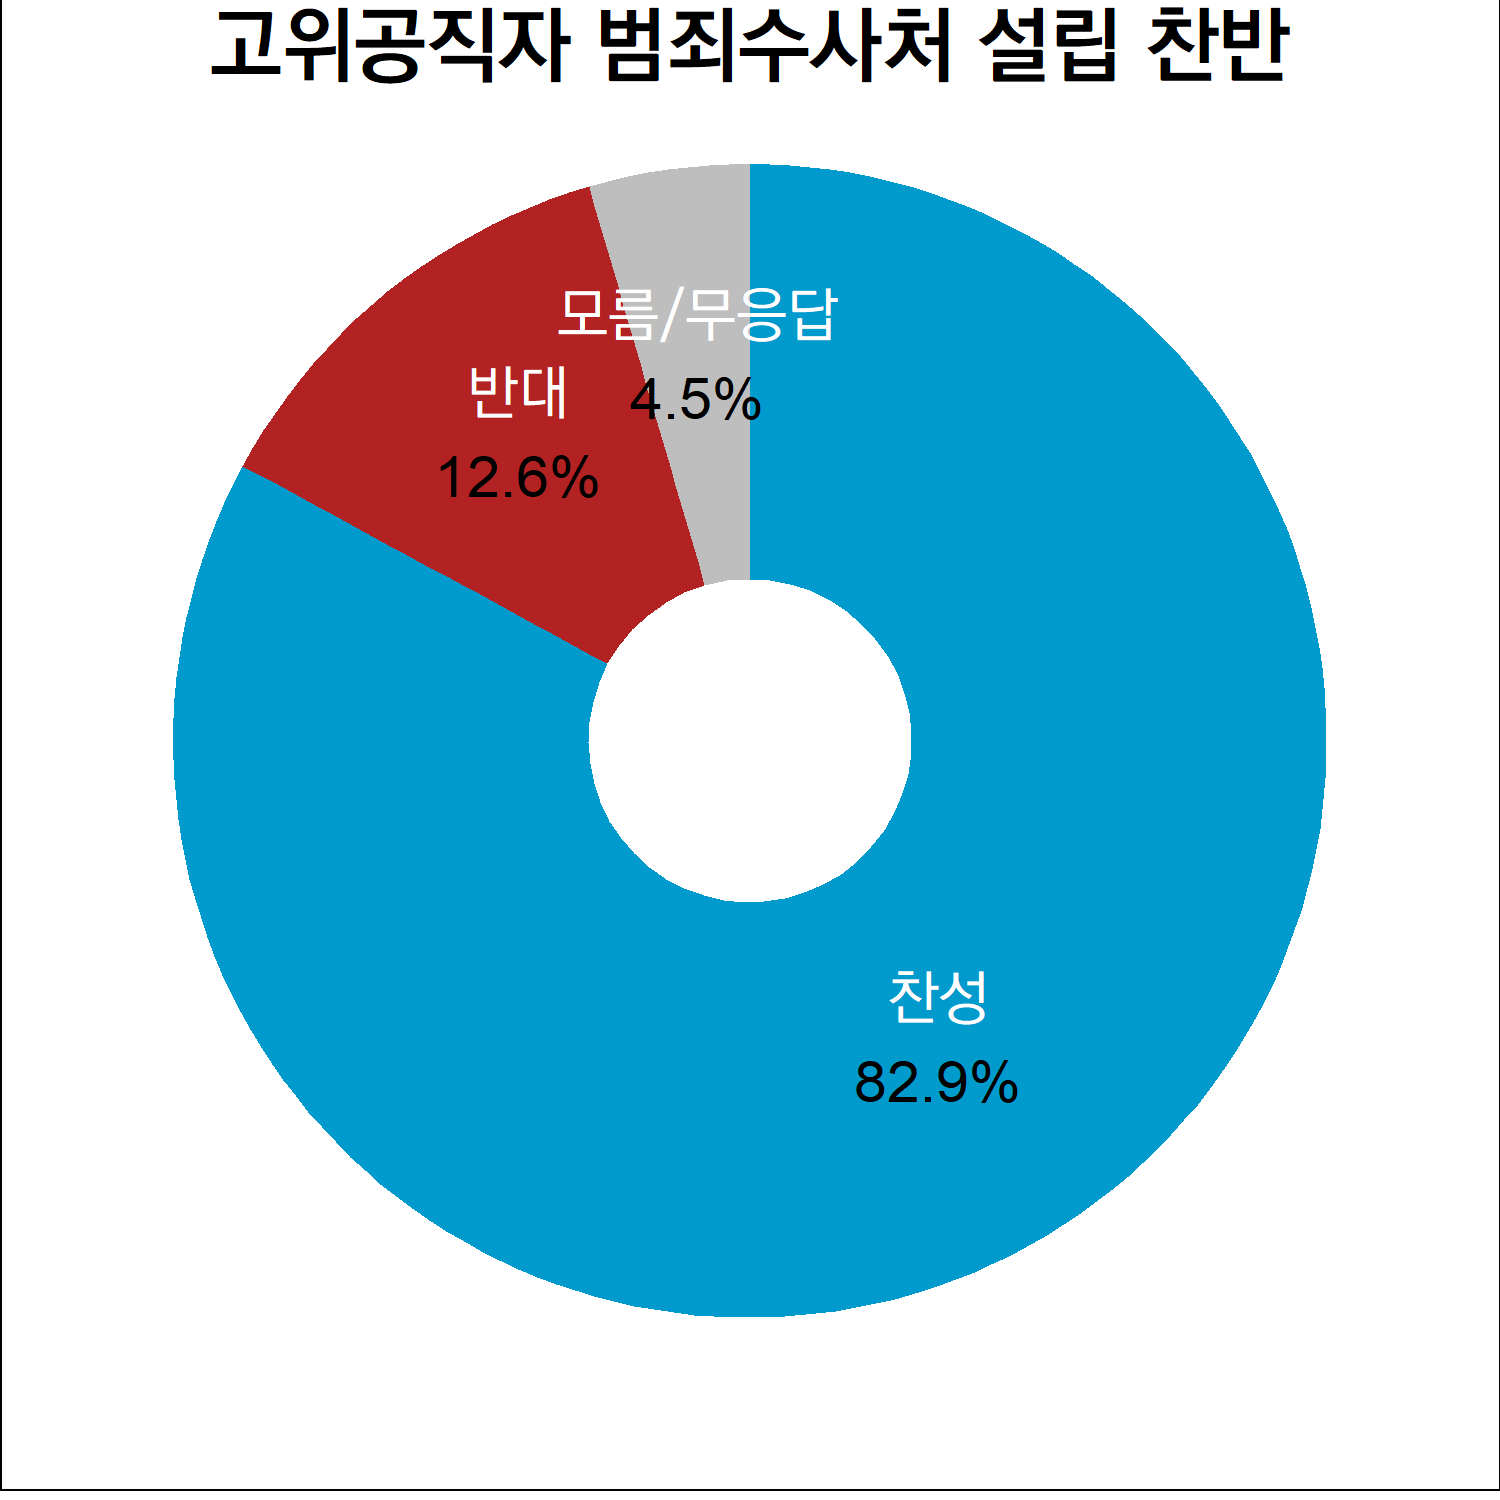 고위공직자 범죄수사처 설립 찬반
모름/무응답
4.5%
반대
12.6%
찬성
82.9%